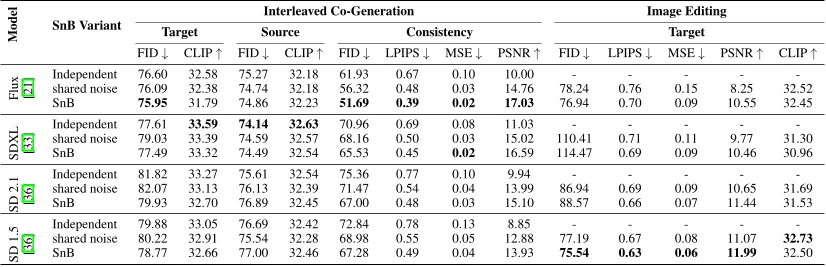 Model SnB Variant Interleaved Co-Generation Image Editing
Target Source Consistency Target
FID ↓ CLIP ↑ FID ↓ CLIP ↑ FID ↓ LPIPS ↓ MSE ↓ PSNR ↑ FID ↓ LPIPS ↓ MSE ↓ PSNR ↑ CLIP ↑
Flux [21]
Independent 76.60 32.58 75.27 32.18 61.93 0.67 0.10 10.00 - - - - -
shared noise 76.09 32.38 74.74 32.18 56.32 0.48 0.03 14.76 78.24 0.76 0.15 8.25 32.52
SnB 75.95 31.79 74.86 32.23 51.69 0.39 0.02 17.03 76.94 0.70 0.09 10.55 32.45
SDXL [33]
Independent 77.61 33.59 74.14 32.63 70.96 0.69 0.08 11.03 - - - - -
shared noise 79.03 33.39 74.59 32.57 68.16 0.50 0.03 15.02 110.41 0.71 0.11 9.77 31.30
SnB 77.49 33.32 74.49 32.54 65.53 0.45 0.02 16.59 114.47 0.69 0.09 10.46 30.96
SD 2.1 [36]
Independent 81.82 33.27 75.61 32.54 75.36 0.77 0.10 9.94 - - - - -
shared noise 82.07 33.13 76.13 32.39 71.47 0.54 0.04 13.99 86.94 0.69 0.09 10.65 31.69
SnB 79.93 32.70 76.89 32.45 67.00 0.48 0.03 15.10 88.57 0.66 0.07 11.44 31.53
SD 1.5 [36]
Independent 79.88 33.05 76.69 32.42 72.84 0.78 0.13 8.85 - - - - -
shared noise 80.22 32.91 75.54 32.28 68.98 0.55 0.05 12.88 77.19 0.67 0.08 11.07 32.73
SnB 78.77 32.66 77.00 32.46 67.28 0.49 0.04 13.93 75.54 0.63 0.06 11.99 32.50